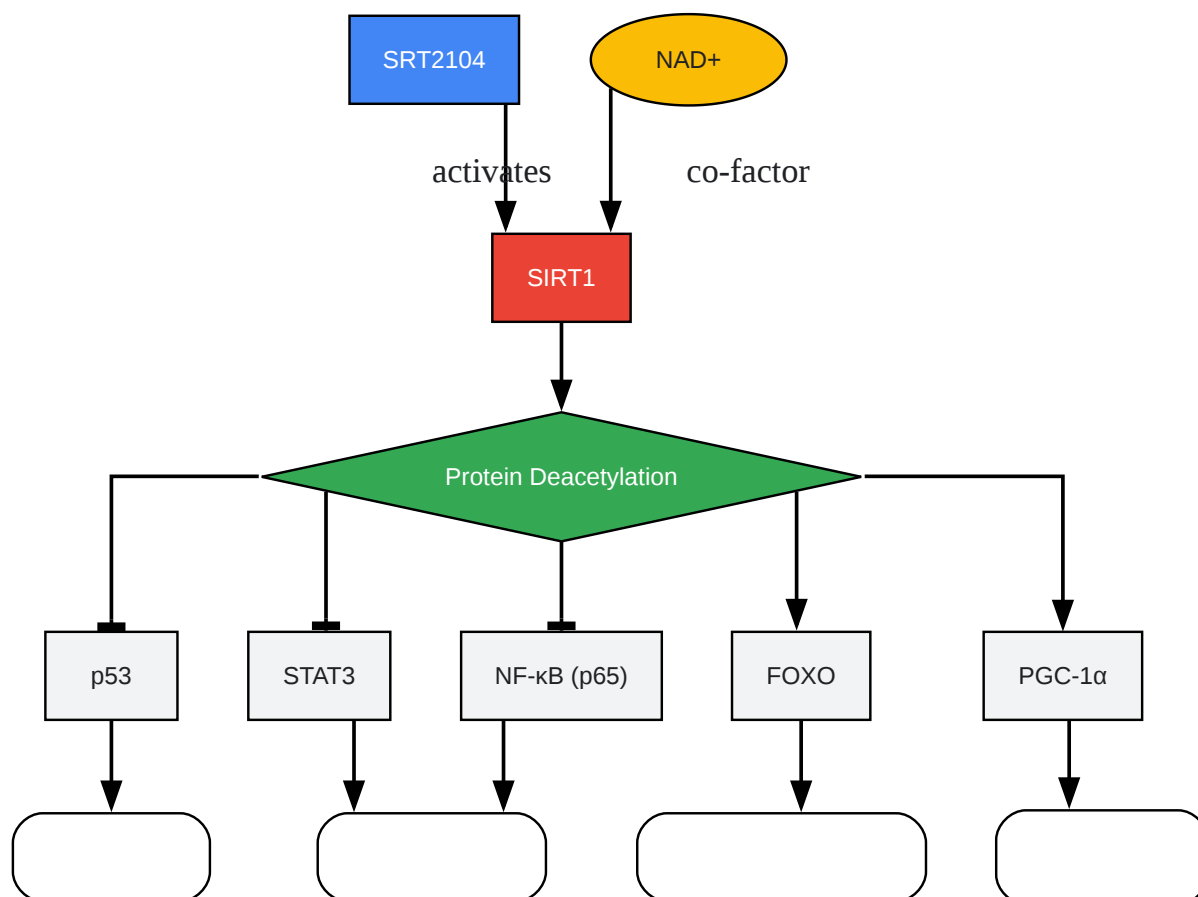 SRT2104
NAD+
activates
co-factor
SIRT1
Protein Deacetylation
p53
STAT3
NF-κB (p65)
FOXO
PGC-1α